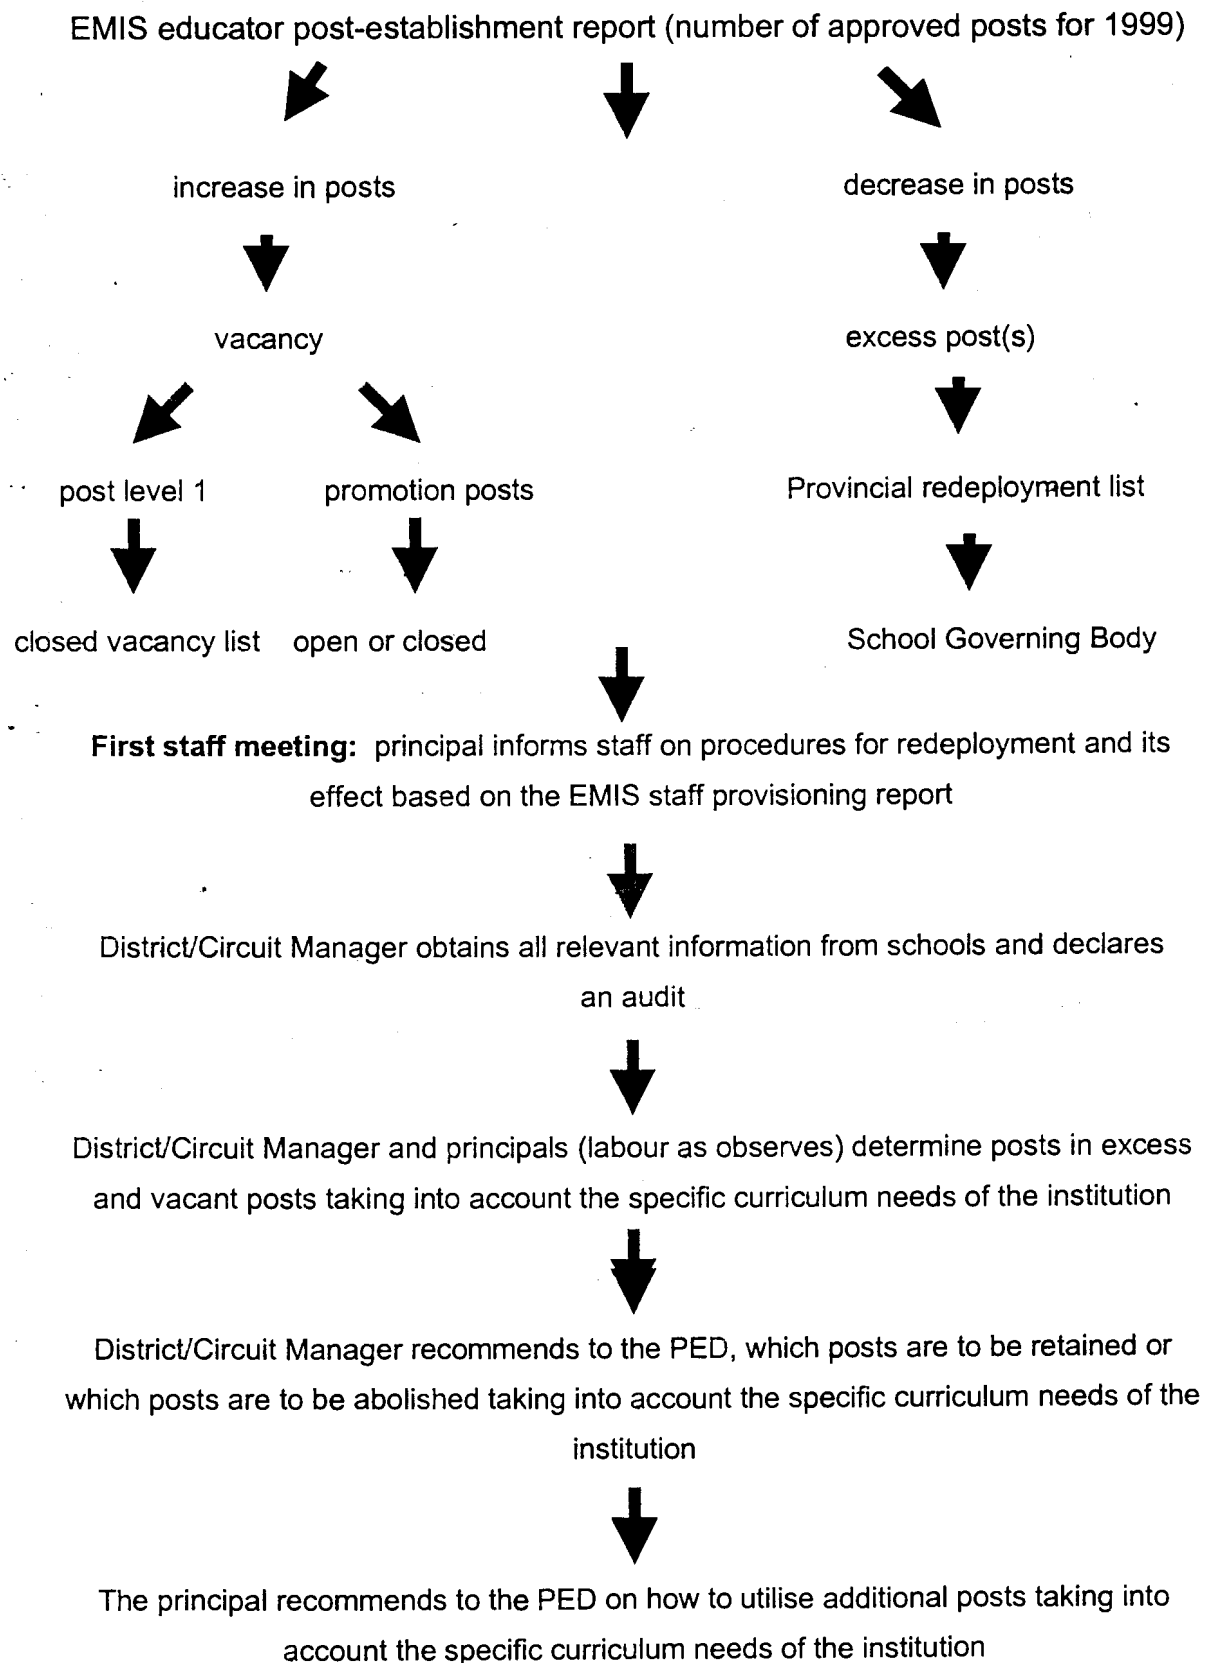 EMIS educator post-establishment report (number of approved posts for 1999)
increase in posts
decrease in posts
vacancy
excess post(s)
post level 1
promotion posts
Provincial redeployment list
closed vacancy list
open or closed
School Governing Body
First staff meeting: principal informs staff on procedures for redeployment and its
effect based on the EMIS staff provisioning report
District/Circuit Manager obtains all relevant information from schools and declares
an audit
District/Circuit Manager and principals (labour as observes) determine posts in excess
and vacant posts taking into account the specific curriculum needs of the institution
District/Circuit Manager recommends to the PED, which posts are to be retained or
which posts are to be abolished taking into account the specific curriculum needs of the
institution
The principal recommends to the PED on how to utilise additional posts taking into
account the specific curriculum needs of the institution